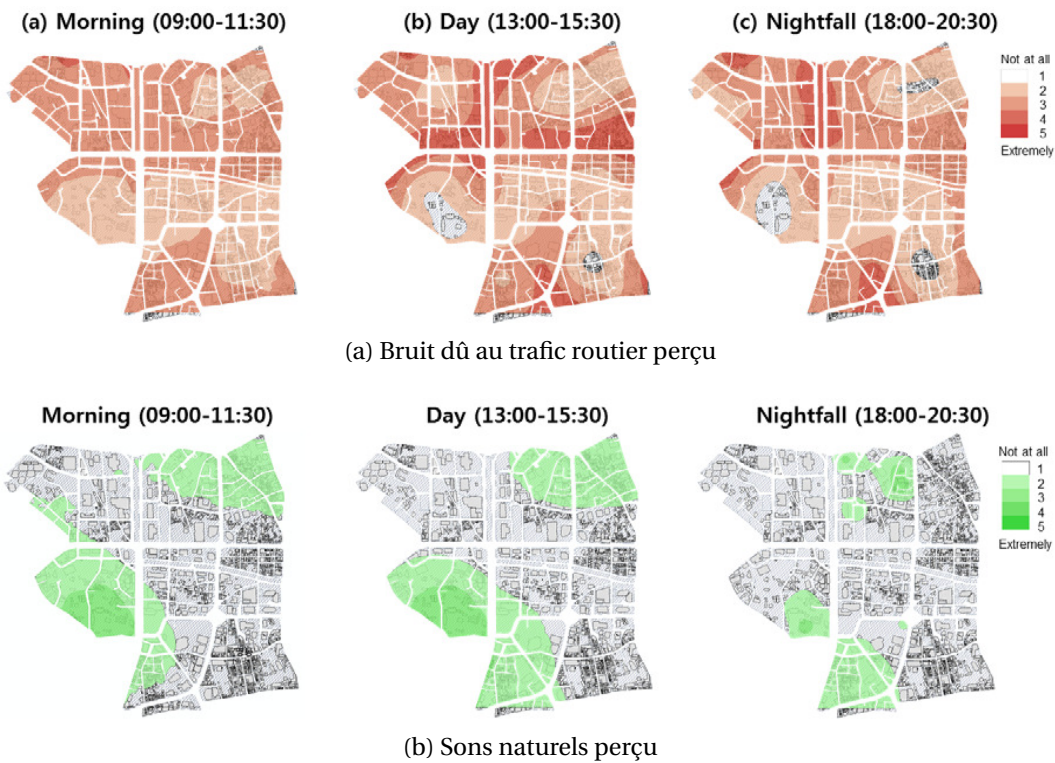 (a) Morning (09:00-11:30) (b) Day (13:00-15:30) (c) Nightfall (18:00-20:30)
Not at all
1
2
3
4
5
Extremely
(a) Bruit dû au trafic routier perçu
Morning (09:00-11:30) Day (13:00-15:30) Nightfall (18:00-20:30)
Not at all
1
2
3
4
5
Extremely
(b) Sons naturels perçu